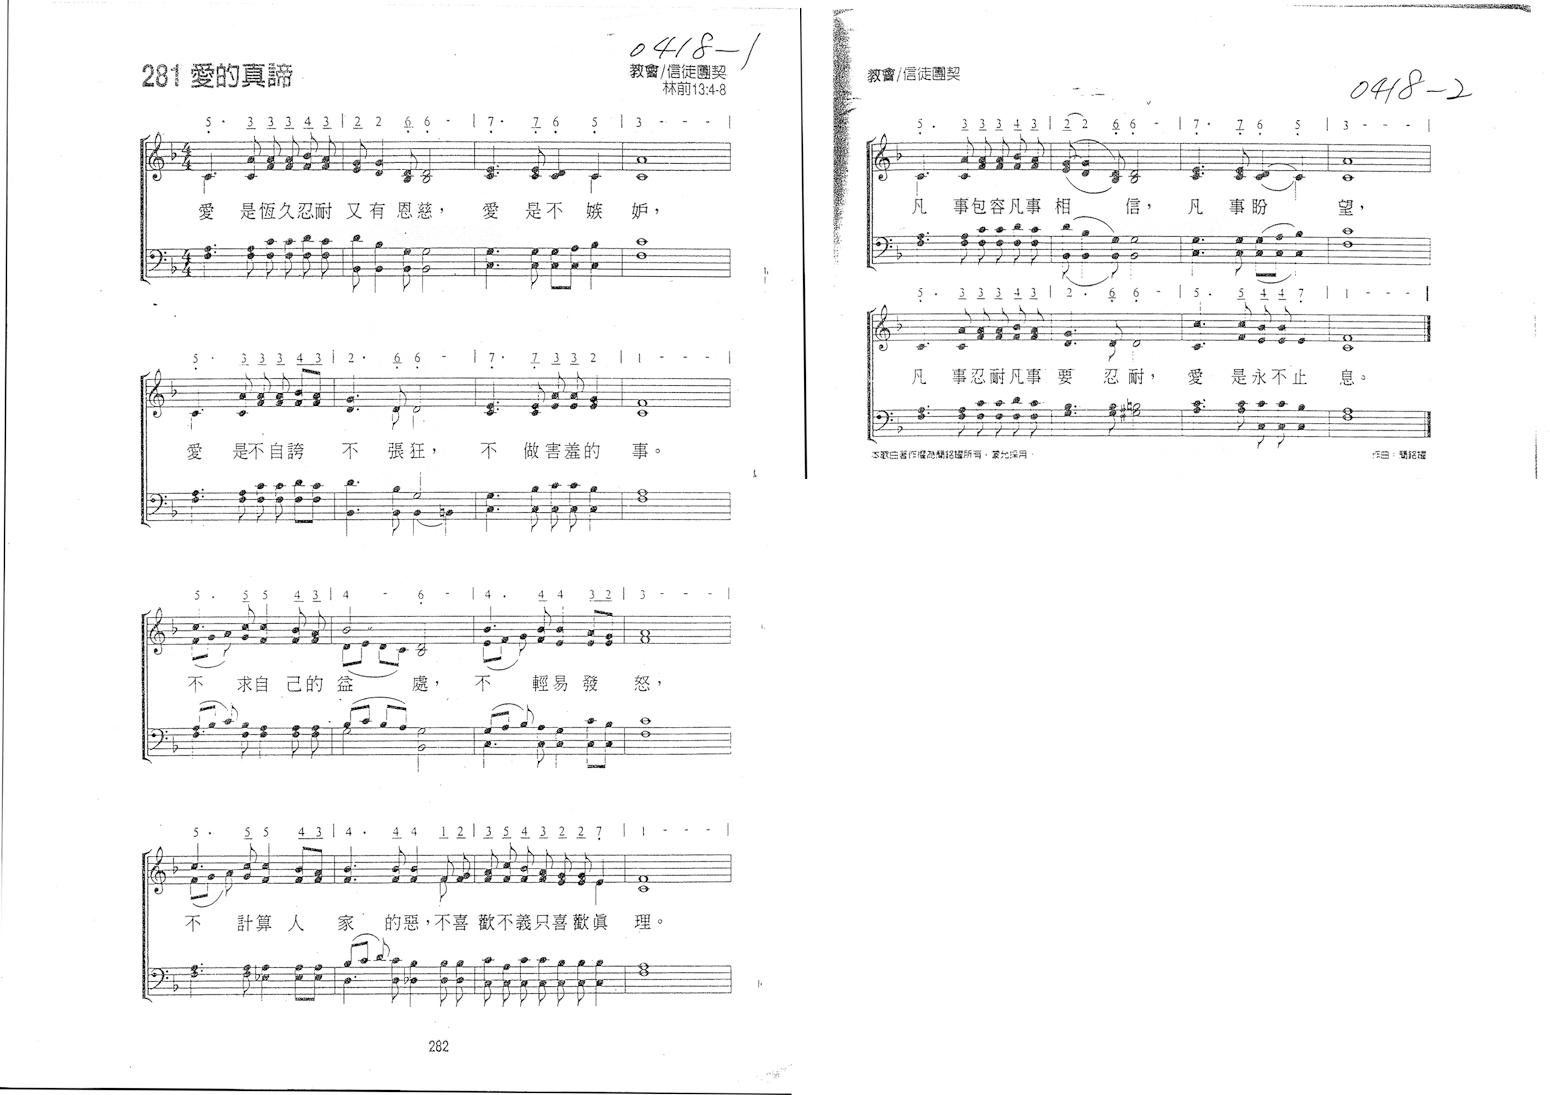 0418-1
281 愛的真諦
教會/信徒團契
林前13:4-8
5· 3 3 3 4 3 | 2 2 6 6 - | 7· 7 6 5 | 3 - - - |
愛 是恆久忍耐 又有恩慈， 愛是不嫉妒，
5· 3 3 3 4 3 | 2· 6 6 - | 7· 7 3 3 2 | 1 - - - |
愛 是不自誇 不 張狂， 不 做害羞的 事。
5· 5 5 4 3 | 4 - 6 - | 4· 4 4 3 2 | 3 - - - |
不 求自己的益 處， 不 輕易發 怒，
5· 5 5 4 3 | 4· 4 4 1 2 | 3 5 4 3 2 2 7 | 1 - - - |
不 計算人 家 的惡，不喜歡不義只喜歡眞 理。
282
教會/信徒團契
0418-2
5· 3 3 3 4 3 | 2 2 6 6 - | 7· 7 6 5 | 3 - - - |
凡 事包容凡事相 信， 凡 事盼 望，
5· 3 3 3 4 3 | 2· 6 6 - | 5· 5 4 4 7 | 1 - - - |
凡 事忍耐凡事要 忍耐， 愛 是永不止 息。
本歌曲著作權為簡銘耀所有，蒙允採用。
作曲：簡銘耀